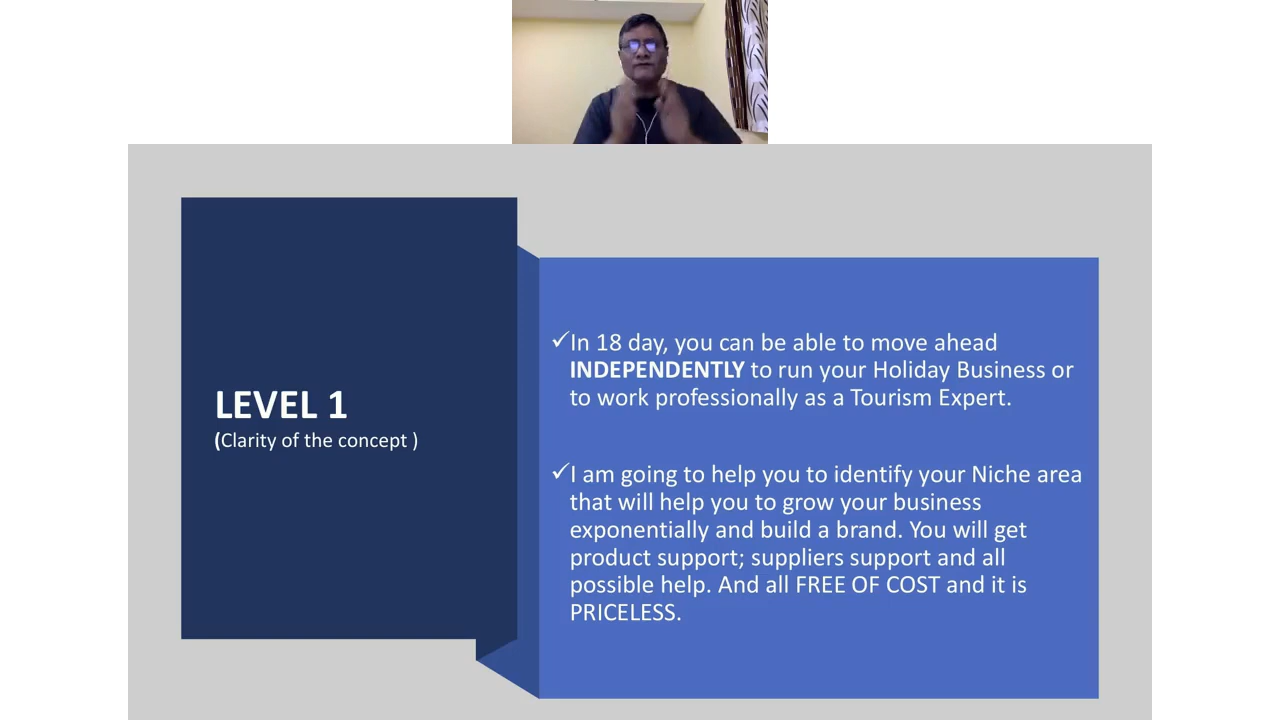 LEVEL 1
(Clarity of the concept )
✓In 18 day, you can be able to move ahead
INDEPENDENTLY to run your Holiday Business or
to work professionally as a Tourism Expert.
✓I am going to help you to identify your Niche area
that will help you to grow your business
exponentially and build a brand. You will get
product support; suppliers support and all
possible help. And all FREE OF COST and it is
PRICELESS.